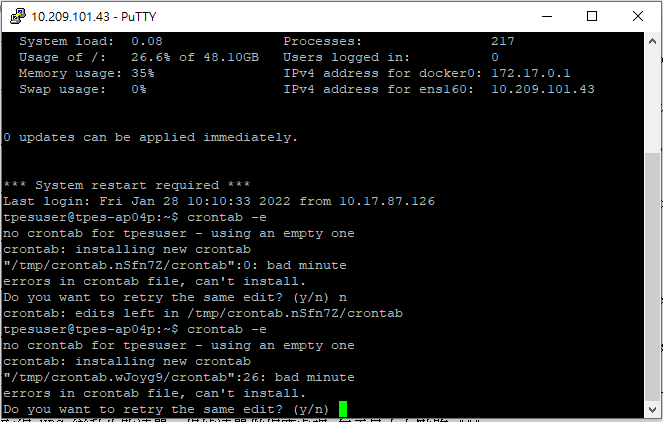 10.209.101.43 - PuTTY
System load:  0.08               Processes:                217
Usage of /:   26.6% of 48.10GB   Users logged in:          0
Memory usage: 35%                IPv4 address for docker0: 172.17.0.1
Swap usage:   0%                 IPv4 address for ens160:  10.209.101.43
0 updates can be applied immediately.
*** System restart required ***
Last login: Fri Jan 28 10:10:33 2022 from 10.17.87.126
tpesuser@tpes-ap04p:~$ crontab -e
no crontab for tpesuser - using an empty one
crontab: installing new crontab
"/tmp/crontab.nSfn7Z/crontab":0: bad minute
errors in crontab file, can't install.
Do you want to retry the same edit? (y/n) n
crontab: edits left in /tmp/crontab.nSfn7Z/crontab
tpesuser@tpes-ap04p:~$ crontab -e
no crontab for tpesuser - using an empty one
crontab: installing new crontab
"/tmp/crontab.wJoyg9/crontab":26: bad minute
errors in crontab file, can't install.
Do you want to retry the same edit? (y/n)